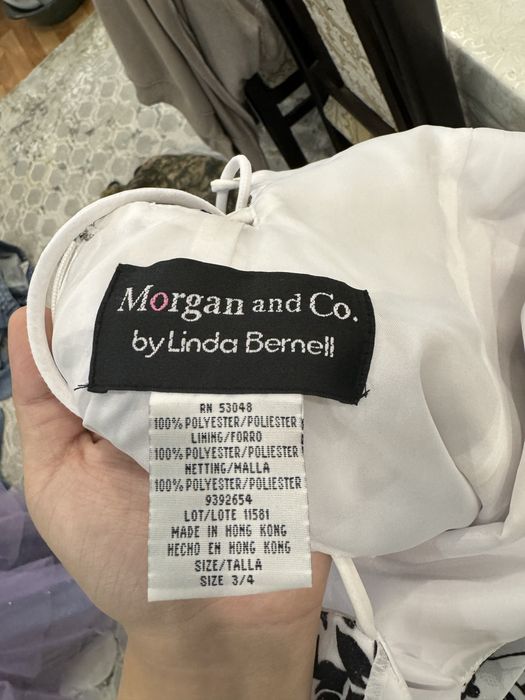 Morgan and Co.
by Linda Bernell
RN 53048
100% POLYESTER/POLIESTER
LINING/FORRO
100% POLYESTER/POLIESTER
NETTING/MALLA
100% POLYESTER/POLIESTER
9392654
LOT/LOTE 11581
MADE IN HONG KONG
HECHO EN HONG KONG
SIZE/TALLA
SIZE 3/4